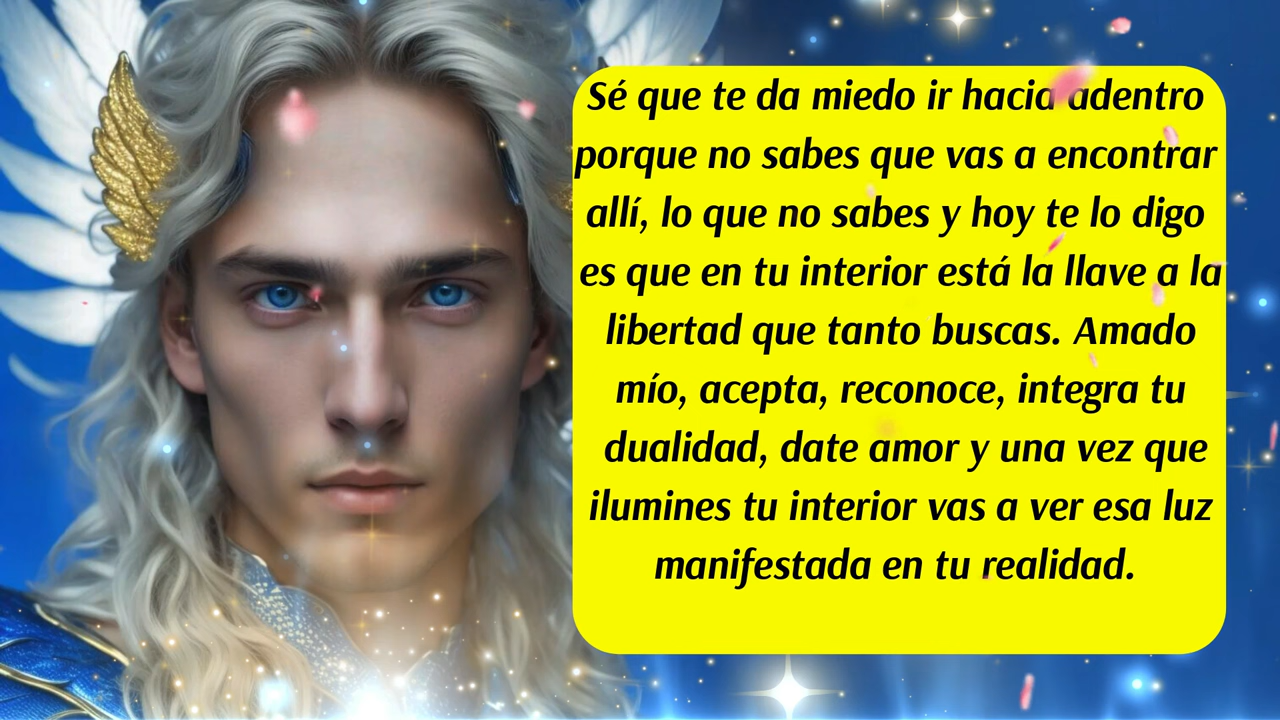 Sé que te da miedo ir hacia adentro
porque no sabes que vas a encontrar
allí, lo que no sabes y hoy te lo digo
es que en tu interior está la llave a la
libertad que tanto buscas. Amado
mío, acepta, reconoce, integra tu
dualidad, date amor y una vez que
ilumines tu interior vas a ver esa luz
manifestada en tu realidad.